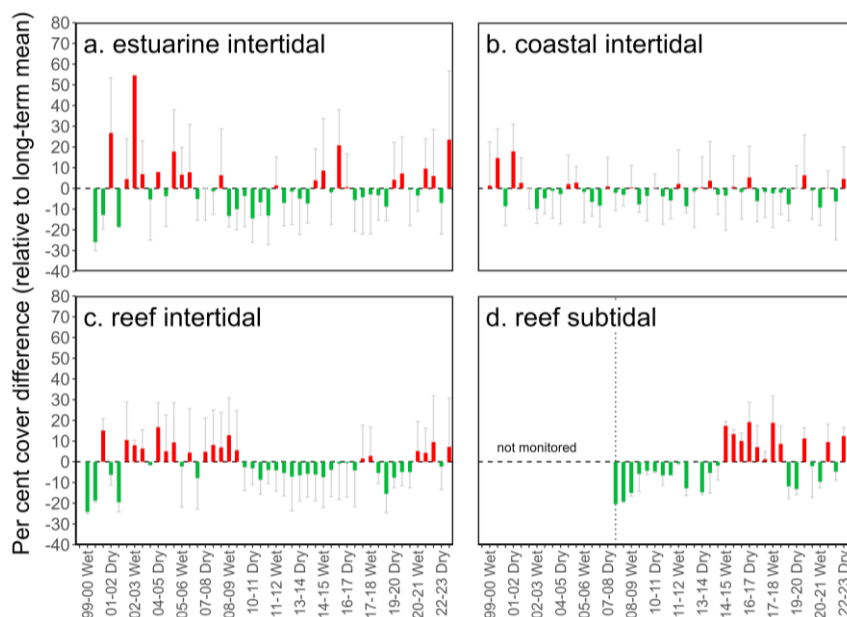 Per cent cover difference (relative to long-term mean)
80
70
60
50
40
30
20
10
0
-10
-20
-30
-40
a. estuarine intertidal
b. coastal intertidal
80
70
60
50
40
30
20
10
0
-10
-20
-30
-40
c. reef intertidal
d. reef subtidal
not monitored
99-00 Wet
01-02 Dry
02-03 Wet
04-05 Dry
05-06 Wet
07-08 Dry
08-09 Wet
10-11 Dry
11-12 Wet
13-14 Dry
14-15 Wet
16-17 Dry
17-18 Wet
19-20 Dry
20-21 Wet
22-23 Dry
99-00 Wet
01-02 Dry
02-03 Wet
04-05 Dry
05-06 Wet
07-08 Dry
08-09 Wet
10-11 Dry
11-12 Wet
13-14 Dry
14-15 Wet
16-17 Dry
17-18 Wet
19-20 Dry
20-21 Wet
22-23 Dry